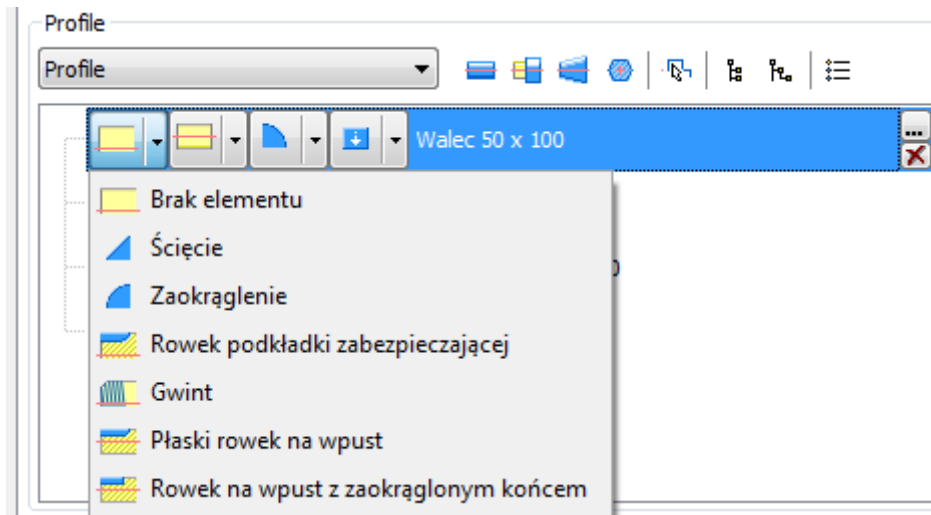 Profile
Profile
Walec 50 x 100
...
Brak elementu
Ścięcie
Zaokrąglenie
Rowek podkładki zabezpieczającej
Gwint
Płaski rowek na wpust
Rowek na wpust z zaokrąglonym końcem